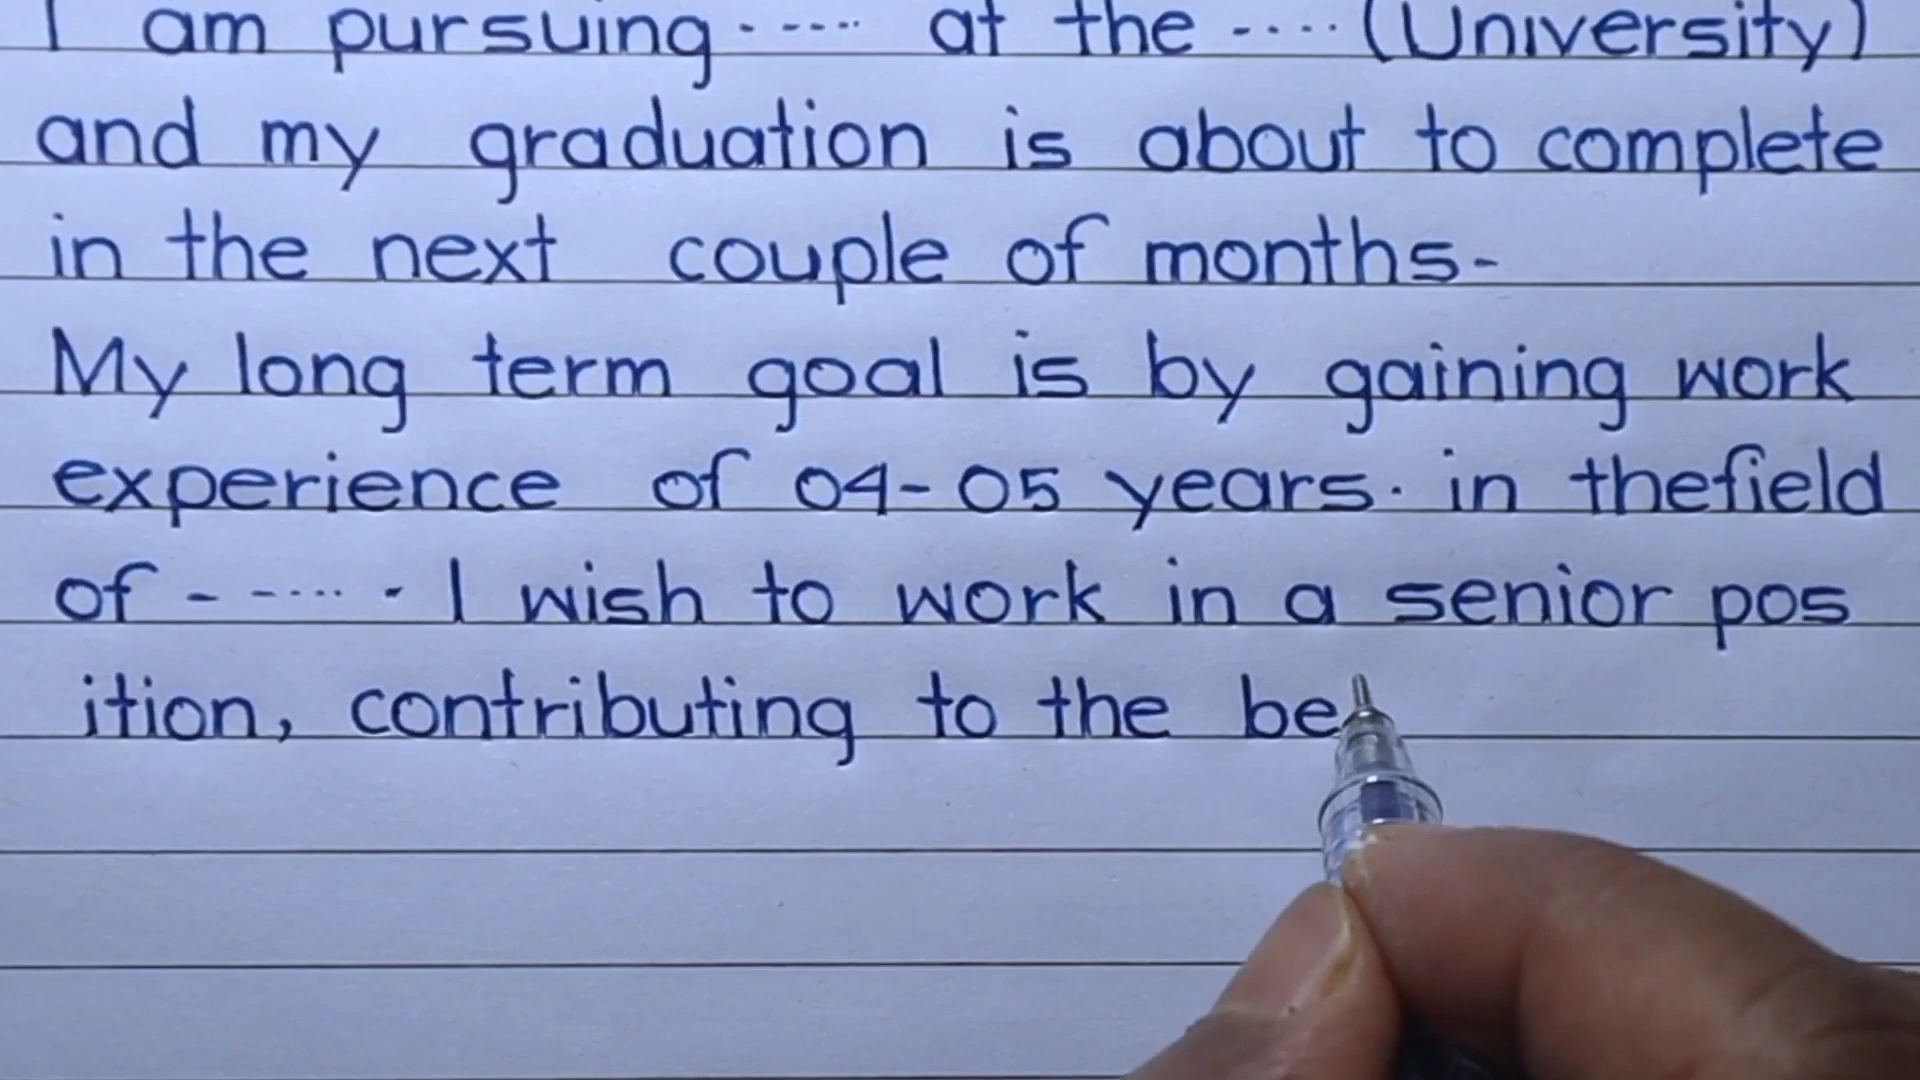 I am pursuing ..... at the .... (University)
and my graduation is about to complete
in the next couple of months-
My long term goal is by gaining work
experience of 04-05 years. in thefield
of - - .... - I wish to work in a senior pos
ition, contributing to the be